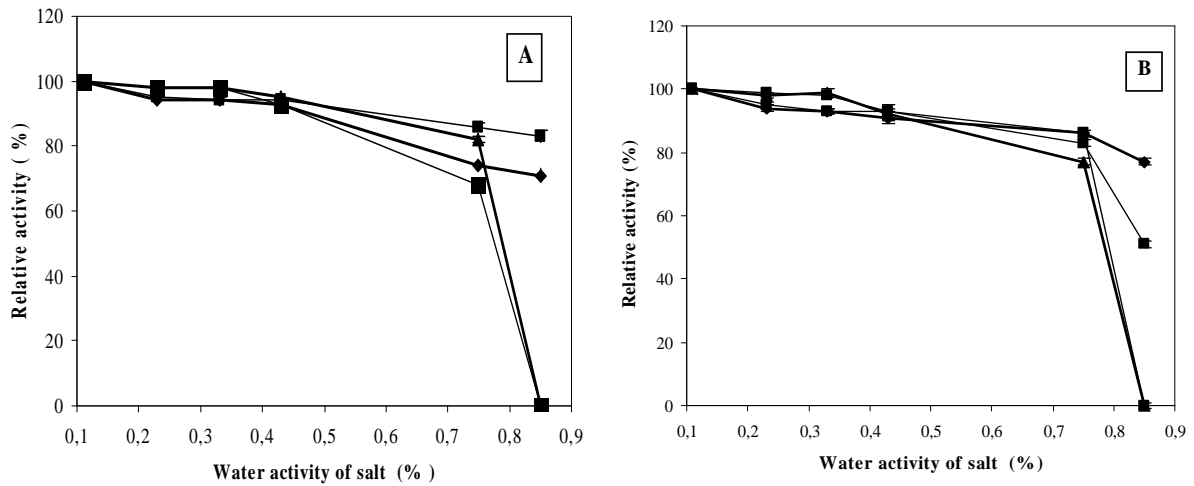 120
100
80
60
40
20
0
0,1 0,2 0,3 0,4 0,5 0,6 0,7 0,8 0,9
Relative activity ( %)
Water activity of salt (% )
A
120
100
80
60
40
20
0
0,1 0,2 0,3 0,4 0,5 0,6 0,7 0,8 0,9
Relative activity (%)
Water activity of salt (%)
B